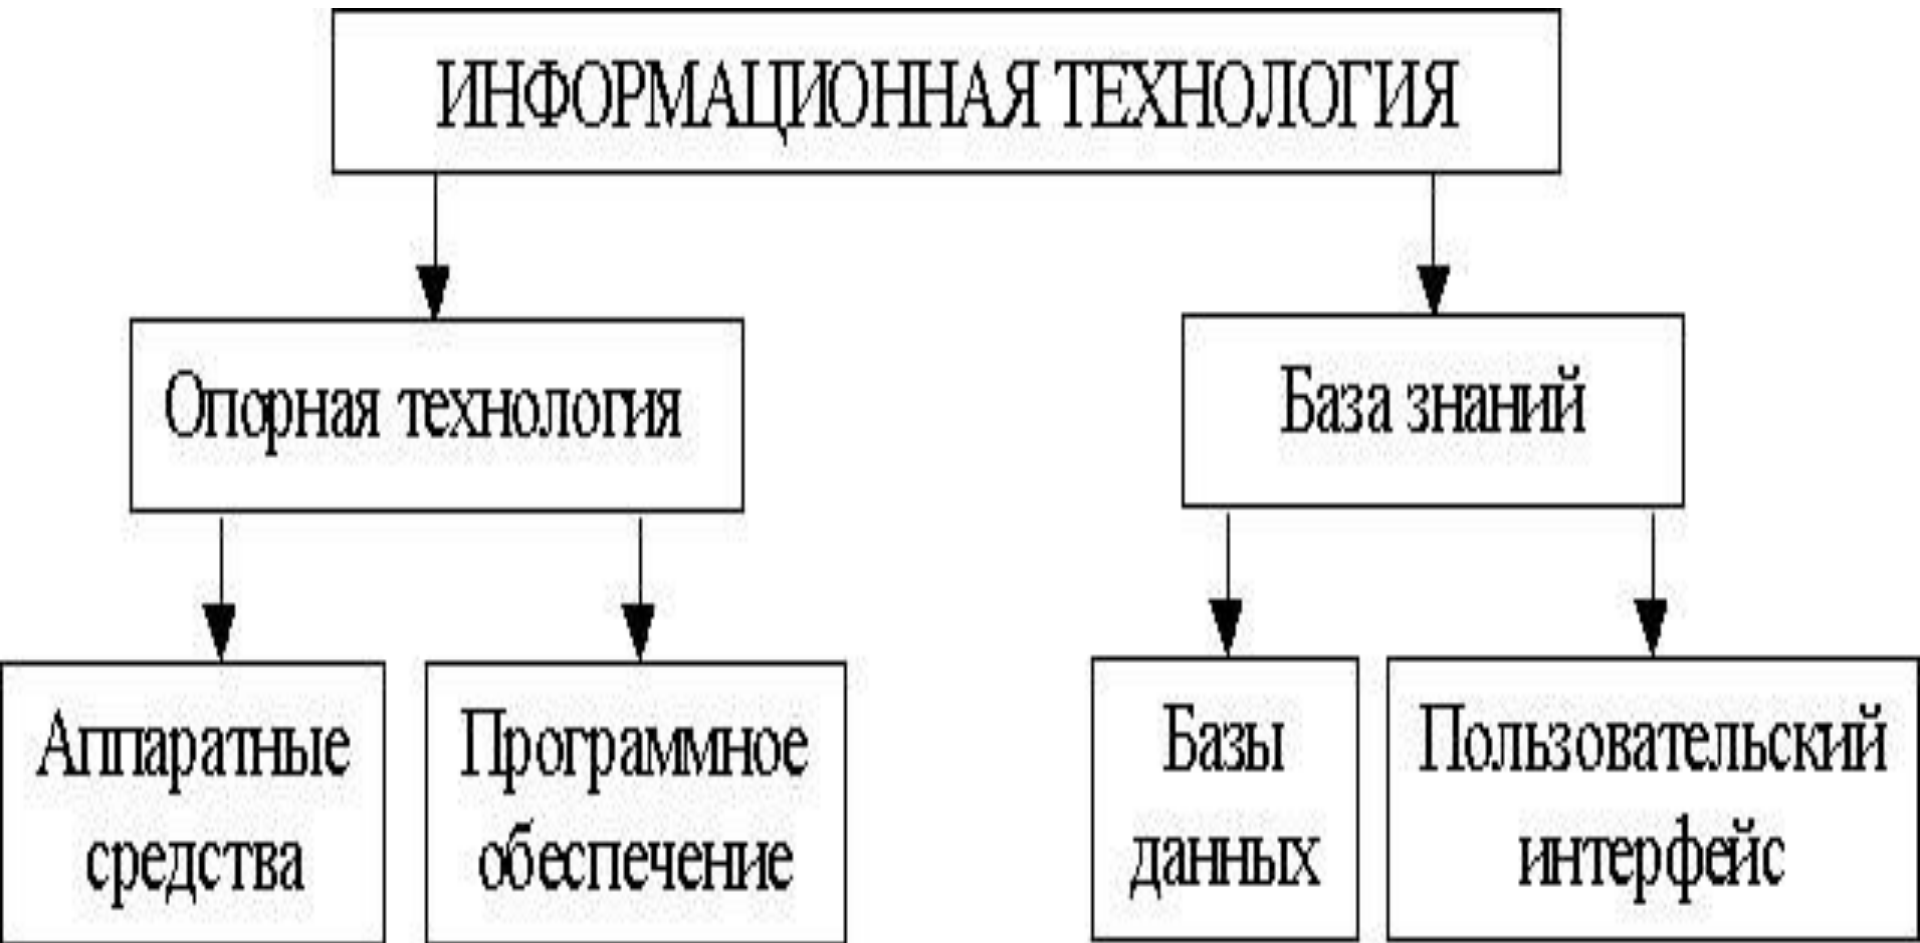 ИНФОРМАЦИОННАЯ ТЕХНОЛОГИЯ
Опорная технология
База знаний
Аппаратные
средства
Программное
обеспечение
Базы
данных
Пользовательский
интерфейс